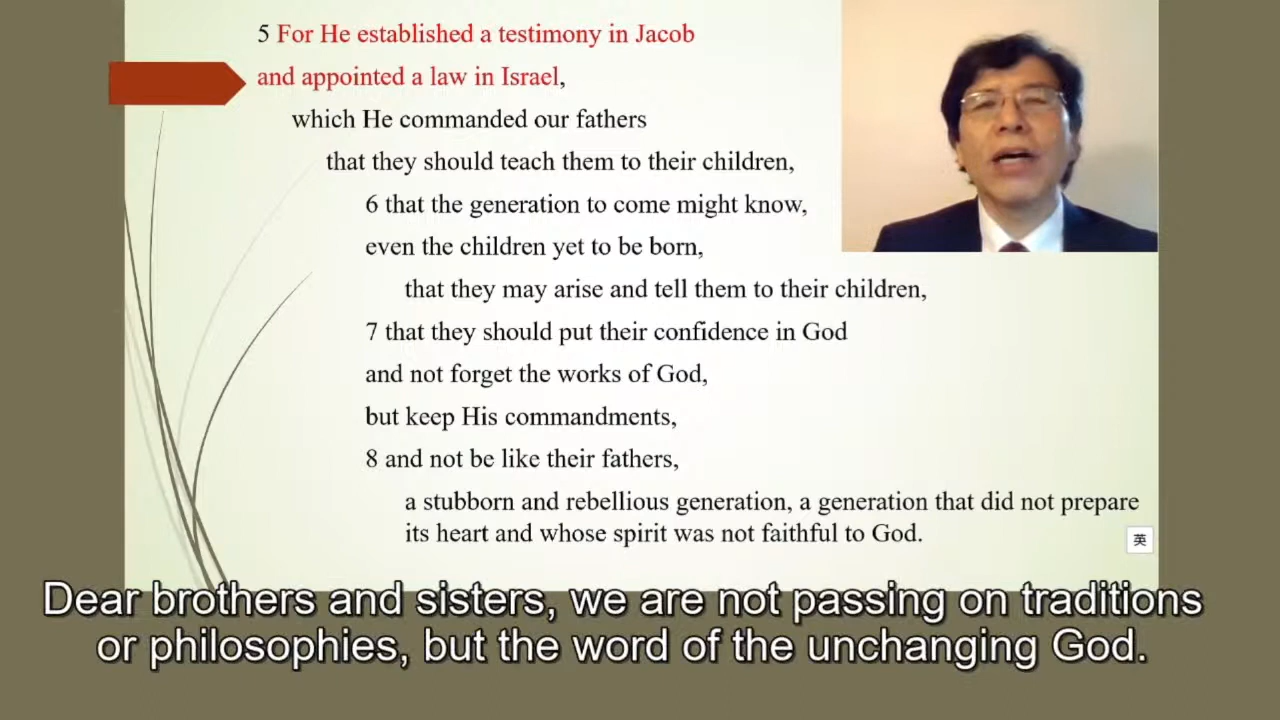 5 For He established a testimony in Jacob
and appointed a law in Israel,
which He commanded our fathers
that they should teach them to their children,
6 that the generation to come might know,
even the children yet to be born,
that they may arise and tell them to their children,
7 that they should put their confidence in God
and not forget the works of God,
but keep His commandments,
8 and not be like their fathers,
a stubborn and rebellious generation, a generation that did not prepare
its heart and whose spirit was not faithful to God.
英
Dear brothers and sisters, we are not passing on traditions
or philosophies, but the word of the unchanging God.